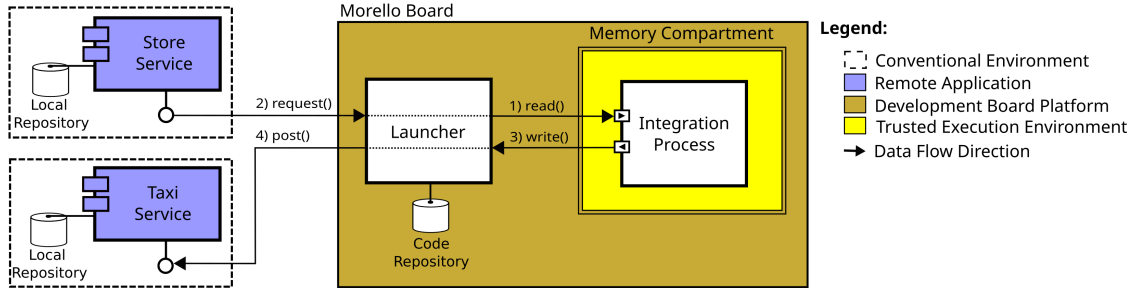 Store
Service
Local
Repository
Taxi
Service
Local
Repository
2) request()
4) post()
Morello Board
Launcher
Code
Repository
1) read()
3) write()
Memory Compartment
Integration
Process
Legend:
Conventional Environment
Remote Application
Development Board Platform
Trusted Execution Environment
Data Flow Direction